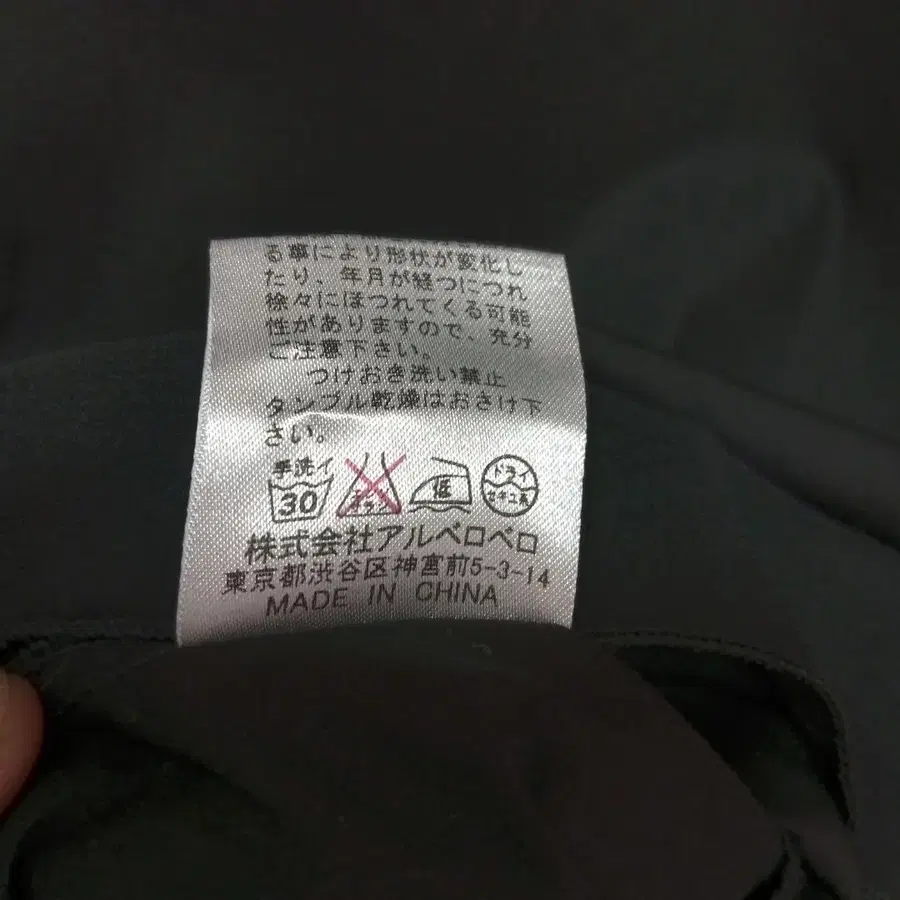 る事により形状が変化し
たり、年月が経つにつれ
徐々にほつれてくる可能
性がありますので、充分
ご注意下さい。
つけおき洗い禁止
タンブル乾燥はおさけ下
さい。
手洗イ
30
低
ドライ
セキユ系
株式会社アルベロベロ
東京都渋谷区神宮前5-3-14
MADE IN CHINA